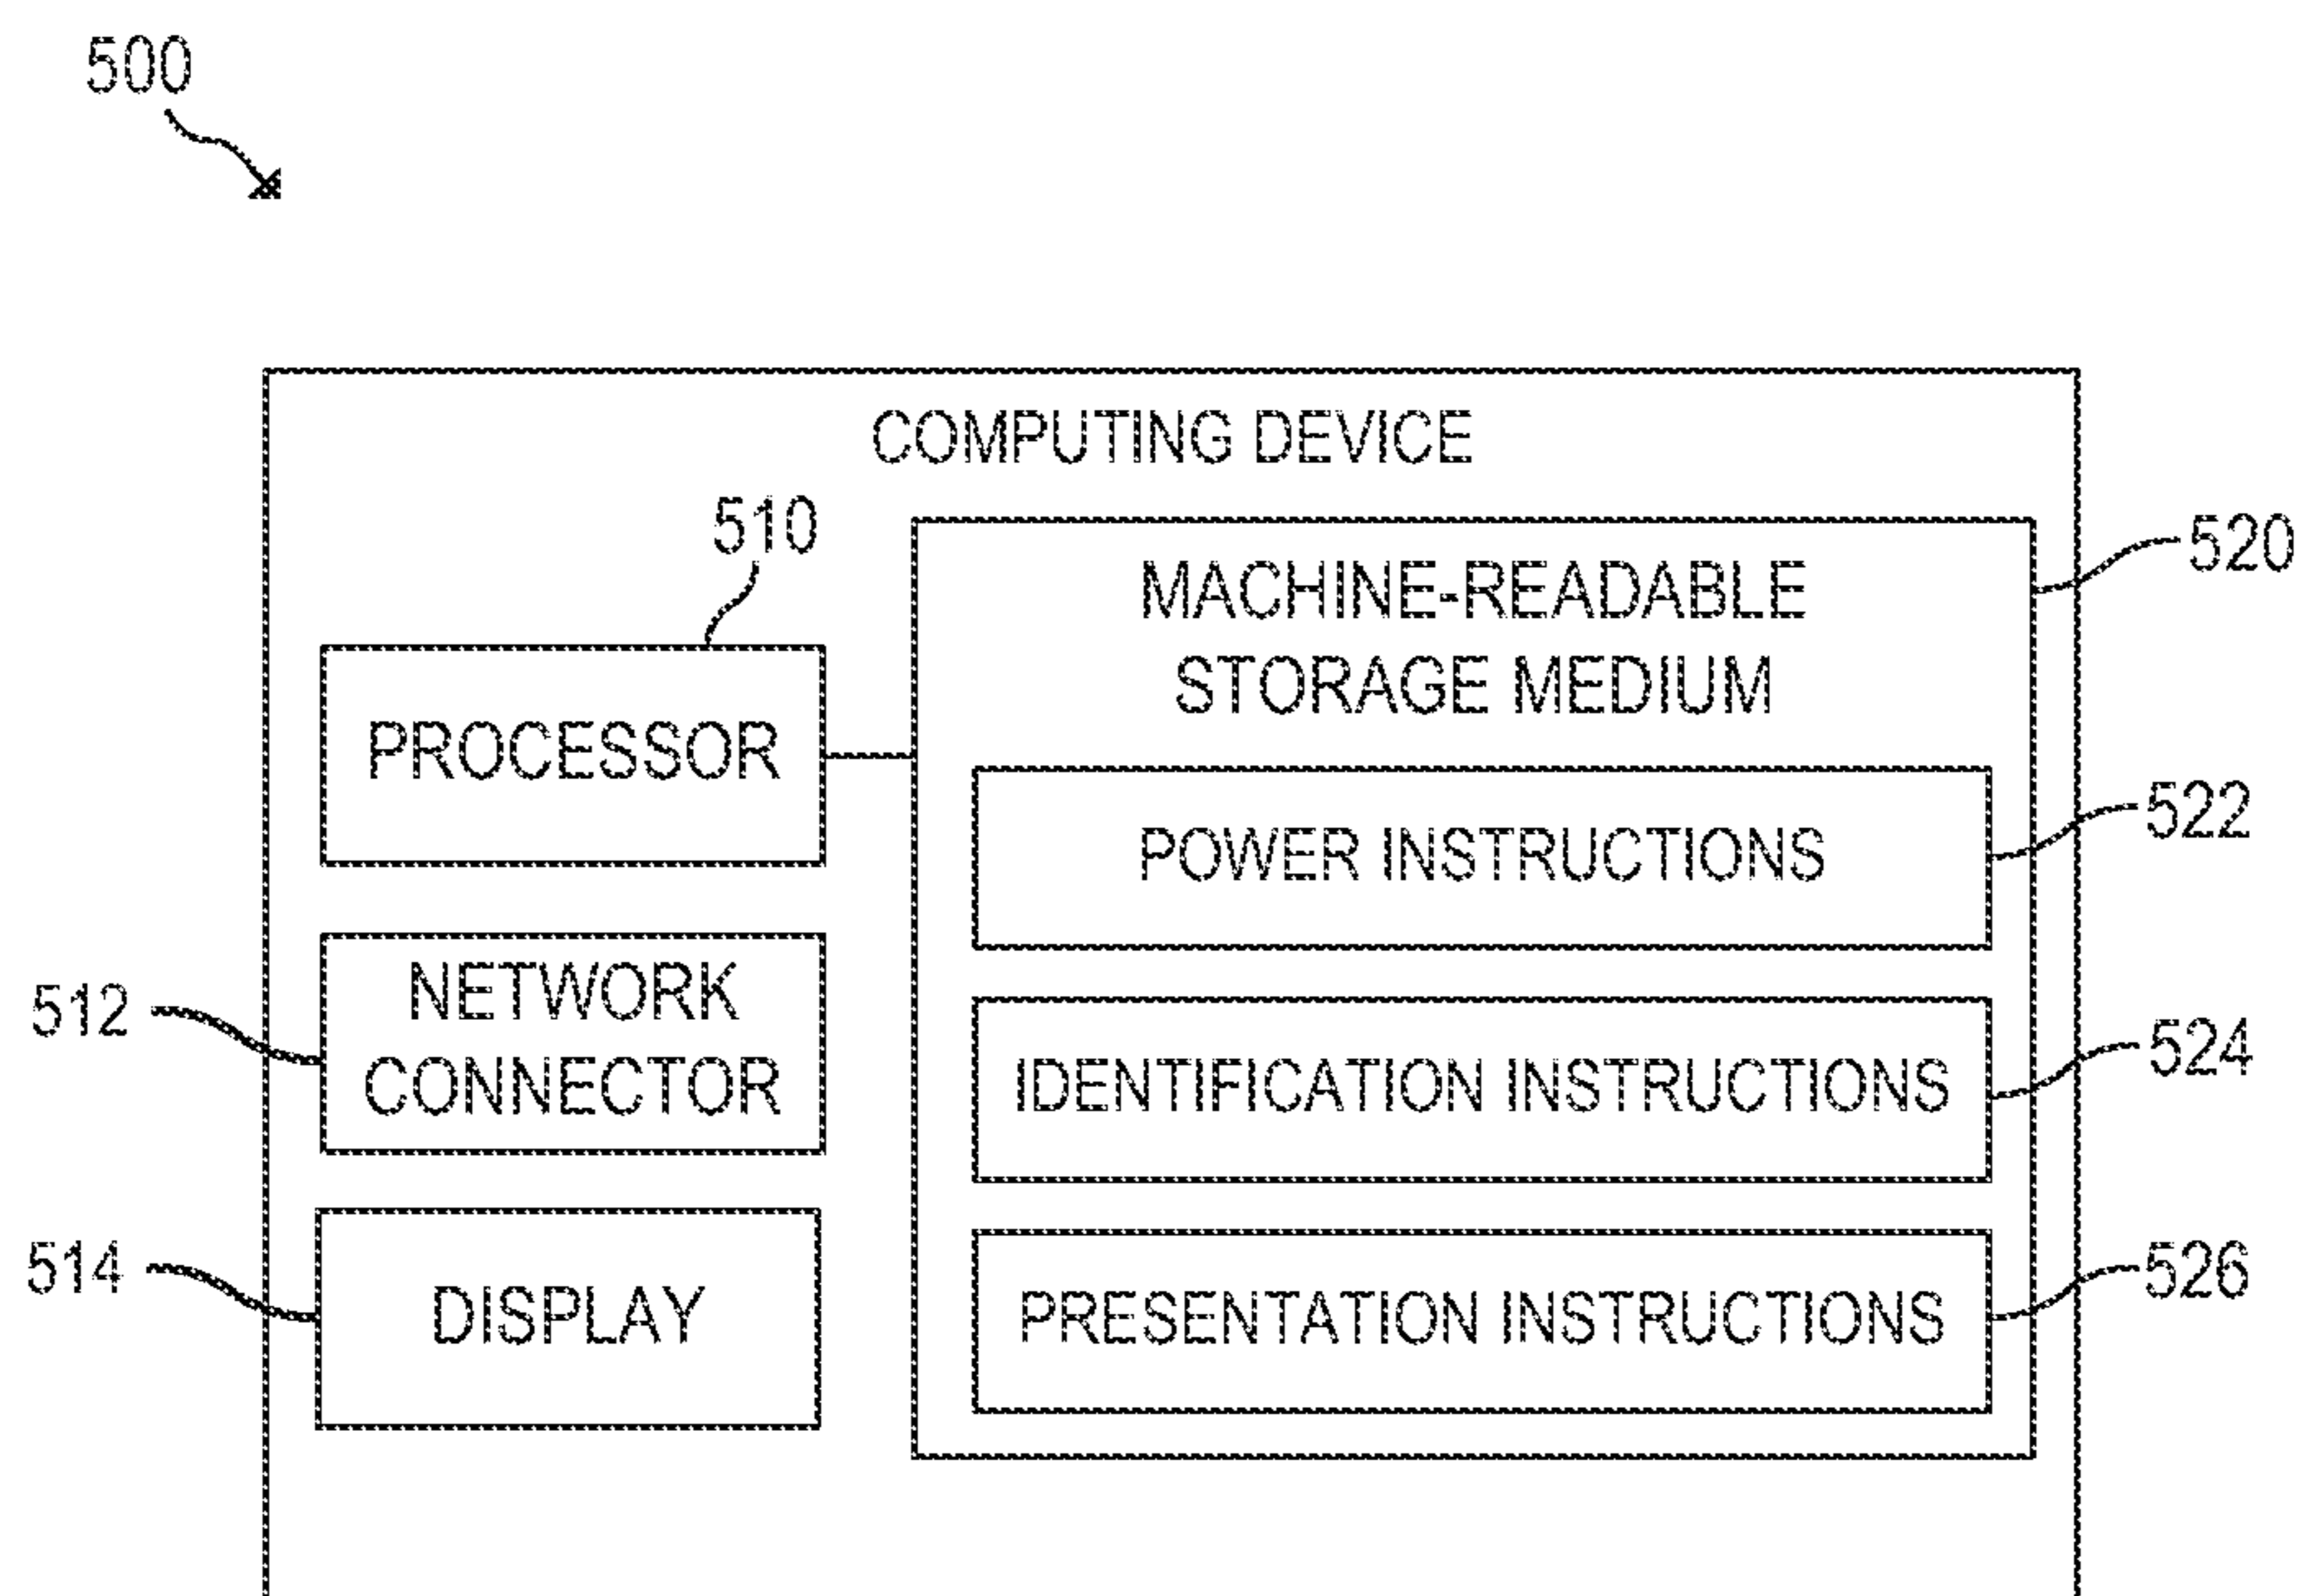 500
COMPUTING DEVICE
510
520
MACHINE-READABLE
STORAGE MEDIUM
PROCESSOR
522
POWER INSTRUCTIONS
512
NETWORK
CONNECTOR
524
IDENTIFICATION INSTRUCTIONS
514
DISPLAY
526
PRESENTATION INSTRUCTIONS